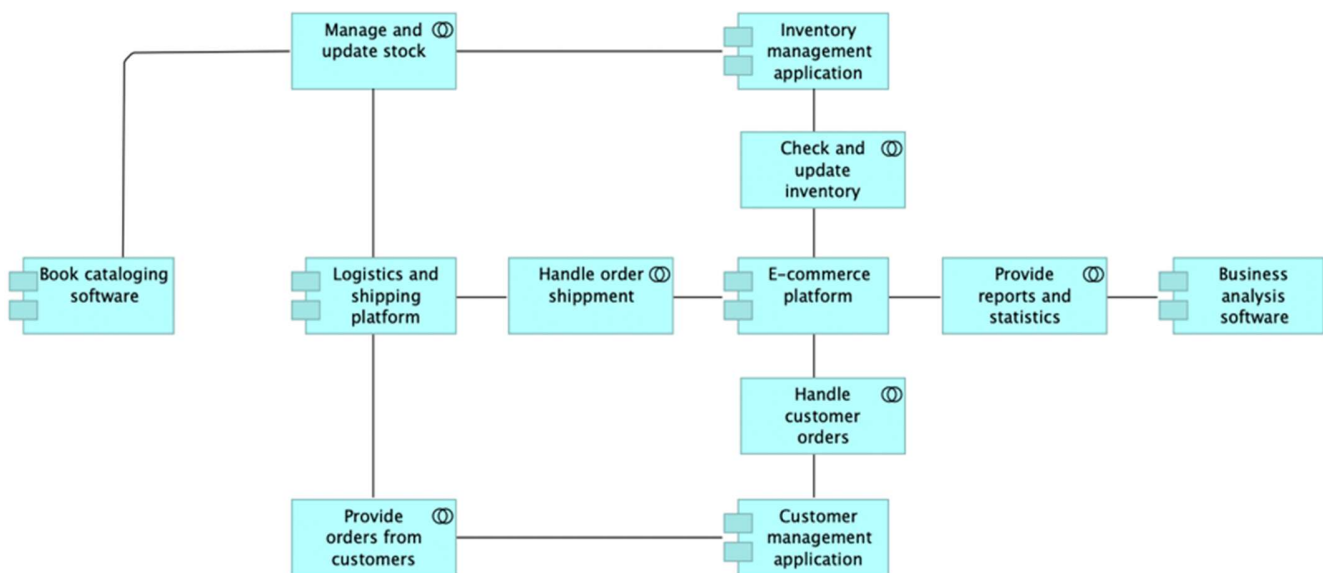 Manage and
update stock
Inventory
management
application
Check and
update
inventory
Book cataloging
software
Logistics and
shipping
platform
Handle order
shippment
E-commerce
platform
Provide
reports and
statistics
Business
analysis
software
Handle
customer
orders
Provide
orders from
customers
Customer
management
application